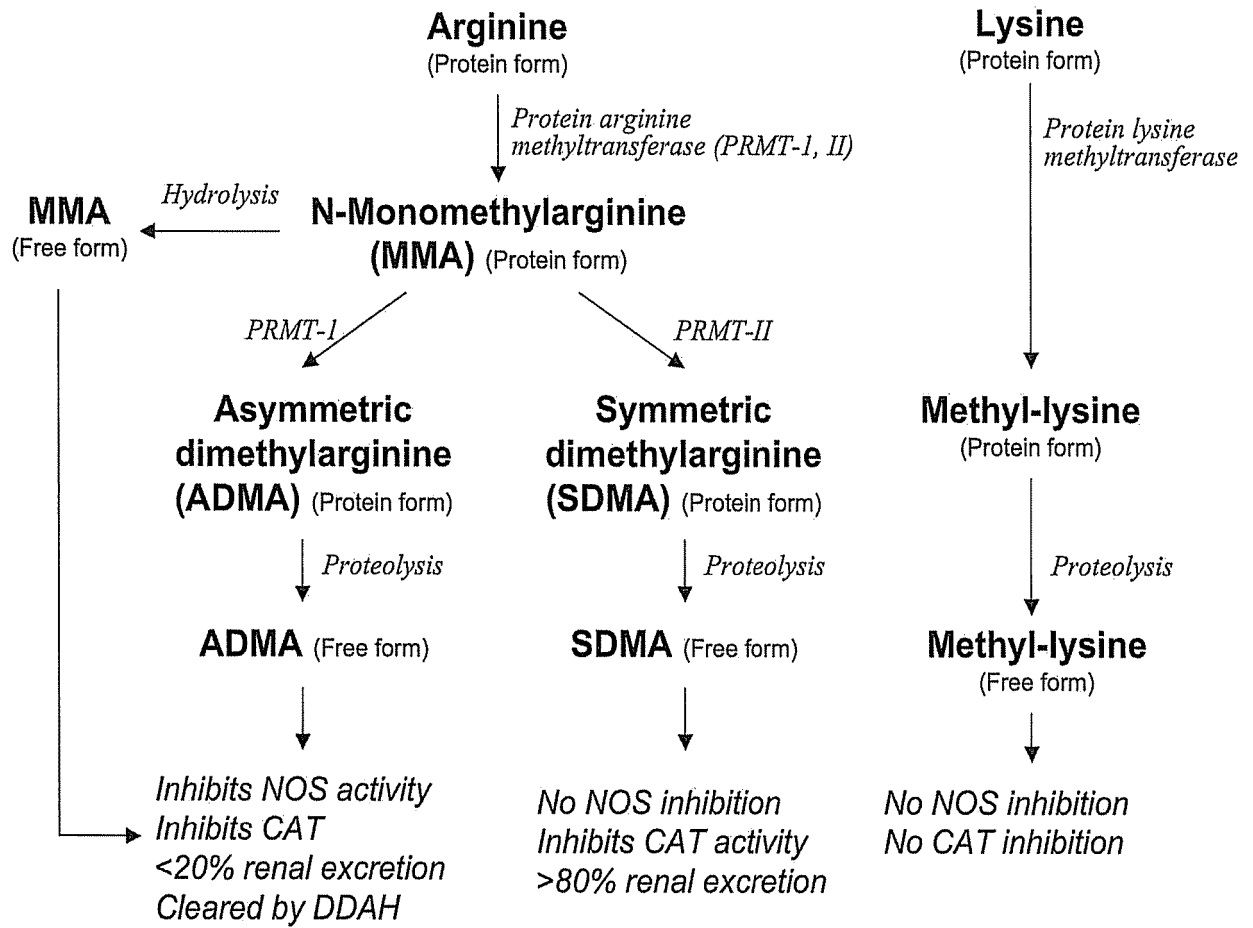 Arginine
(Protein form)
Lysine
(Protein form)
Protein arginine
methyltransferase (PRMT-1, II)
Protein lysine
methyltransferase
Hydrolysis
MMA
(Free form)
N-Monomethylarginine
(MMA) (Protein form)
PRMT-1
PRMT-II
Asymmetric
dimethylarginine
(ADMA) (Protein form)
Symmetric
dimethylarginine
(SDMA) (Protein form)
Methyl-lysine
(Protein form)
Proteolysis
Proteolysis
Proteolysis
ADMA (Free form)
SDMA (Free form)
Methyl-lysine
(Free form)
Inhibits NOS activity
Inhibits CAT
<20% renal excretion
Cleared by DDAH
No NOS inhibition
Inhibits CAT activity
>80% renal excretion
No NOS inhibition
No CAT inhibition